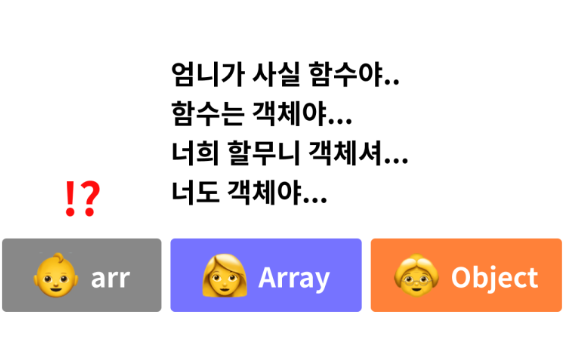 엄니가 사실 함수야..
함수는 객체야...
너희 할무니 객체셔...
너도 객체야...
!?
arr
Array
Object